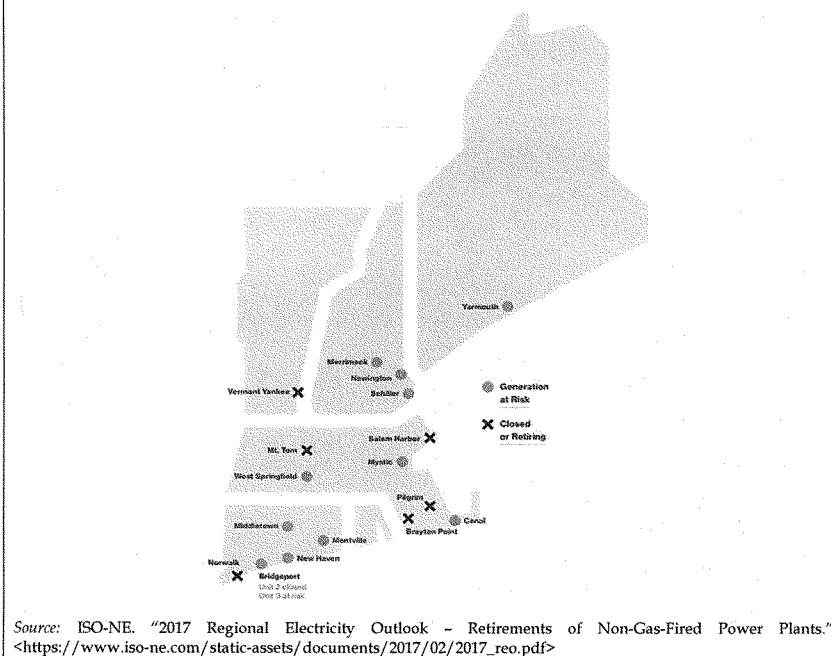 Yarmouth
Merrimack
Newington
Schiller
Vermont Yankee
Generation
at Risk
Closed
or Retiring
Salem Harbor
Mt. Tom
Mystic
West Springfield
Pilgrim
Canal
Brayton Point
Middletown
Montville
New Haven
Norwalk
Bridgeport
Unit 2 closed
Unit 3 at risk.
Source: ISO-NE. "2017 Regional Electricity Outlook – Retirements of Non-Gas-Fired Power Plants."
<https://www.iso-ne.com/static-assets/documents/2017/02/2017_reo.pdf>